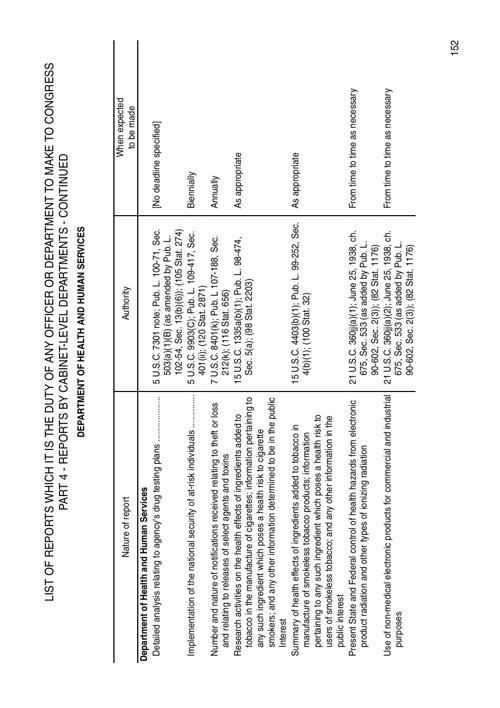 LIST OF REPORTS WHICH IT IS THE DUTY OF ANY OFFICER OR DEPARTMENT TO MAKE TO CONGRESS
PART 4 - REPORTS BY CABINET-LEVEL DEPARTMENTS - CONTINUED
DEPARTMENT OF HEALTH AND HUMAN SERVICES
Nature of report
Authority
When expected
to be made
Department of Health and Human Services
Detailed analysis relating to agency's drug testing plans ..................
5 U.S.C. 7301 note; Pub L. 100-71, Sec.
503(a)(1)(B) (as amended by Pub. L.
102-54, Sec. 13(b)(6)); (105 Stat. 274)
[No deadline specified]
Implementation of the national security of at-risk individuals ............
5 U.S.C. 9903(C); Pub. L. 109-417, Sec.
401(ii); (120 Stat. 2871)
Biennially
Number and nature of notifications received relating to theft or loss
and relating to releases of select agents and toxins
7 U.S.C. 8401(k); Pub. L 107-188, Sec.
212(k); (116 Stat. 656)
Annually
Research activities on the health effects of ingredients added to
tobacco in the manufacture of cigarettes; information pertaining to
any such ingredient which poses a health risk to cigarette
smokers; and any other information determined to be in the public
Interest
15 U.S.C. 1335a(b)(1); Pub. L. 98-474,
Sec. 5(a); (98 Stat. 2203)
As appropriate
Summary of health effects of ingredients added to tobacco in
manufacture of smokeless tobacco products; information
pertaining to any such ingredient which poses a health risk to
users of smokeless tobacco; and any other information in the
public interest
15 U.S.C. 4403(b)(1); Pub. L. 99-252, Sec.
4(b)(1); (100 Stat. 32)
As appropriate
Present State and Federal control of health hazards from electronic
product radiation and other types of ionizing radiation
21 U.S.C. 360jj(a)(1); June 25, 1938, ch.
675, Sec. 533 (as added by Pub. L.
90-602, Sec. 2(3)); (82 Stat. 1176)
From time to time as necessary
Use of non-medical electronic products for commercial and industrial
purposes
21 U.S.C. 360jj(a)(2); June 25, 1938, ch.
675, Sec. 533 (as added by Pub. L.
90-602, Sec. 2(3)); (82 Stat. 1176)
From time to time as necessary
152